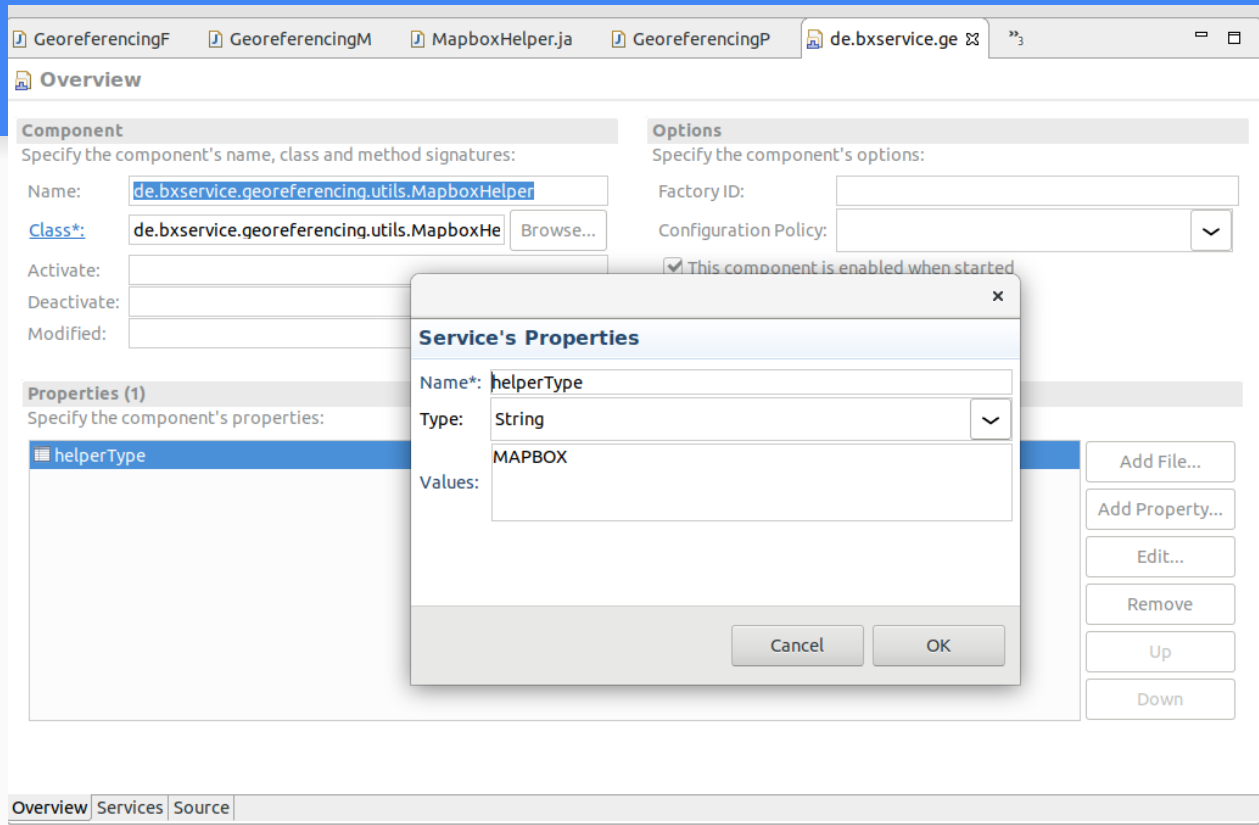 GeoreferencingF GeoreferencingM MapboxHelper.ja GeoreferencingP de.bxservice.ge »3
Overview
Component
Specify the component's name, class and method signatures:
Name: de.bxservice.georeferencing.utils.MapboxHelper
Class*: de.bxservice.georeferencing.utils.MapboxHe Browse...
Activate:
Deactivate:
Modified:
Options
Specify the component's options:
Factory ID:
Configuration Policy:
This component is enabled when started
Properties (1)
Specify the component's properties:
helperType
Add File...
Add Property...
Edit...
Remove
Up
Down
Service's Properties
Name*: helperType
Type: String
Values: MAPBOX
Cancel OK
Overview Services Source